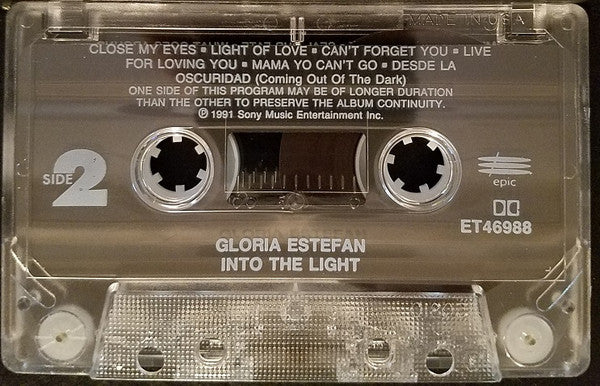 MADE IN USA
CLOSE MY EYES ▪ LIGHT OF LOVE ▪ CAN'T FORGET YOU ▪ LIVE
FOR LOVING YOU ▪ MAMA YO CAN'T GO ▪ DESDE LA
OSCURIDAD (Coming Out Of The Dark)
ONE SIDE OF THIS PROGRAM MAY BE OF LONGER DURATION
THAN THE OTHER TO PRESERVE THE ALBUM CONTINUITY.
℗ 1991 Sony Music Entertainment Inc.
SIDE 2
epic
ET46988
GLORIA ESTEFAN
INTO THE LIGHT